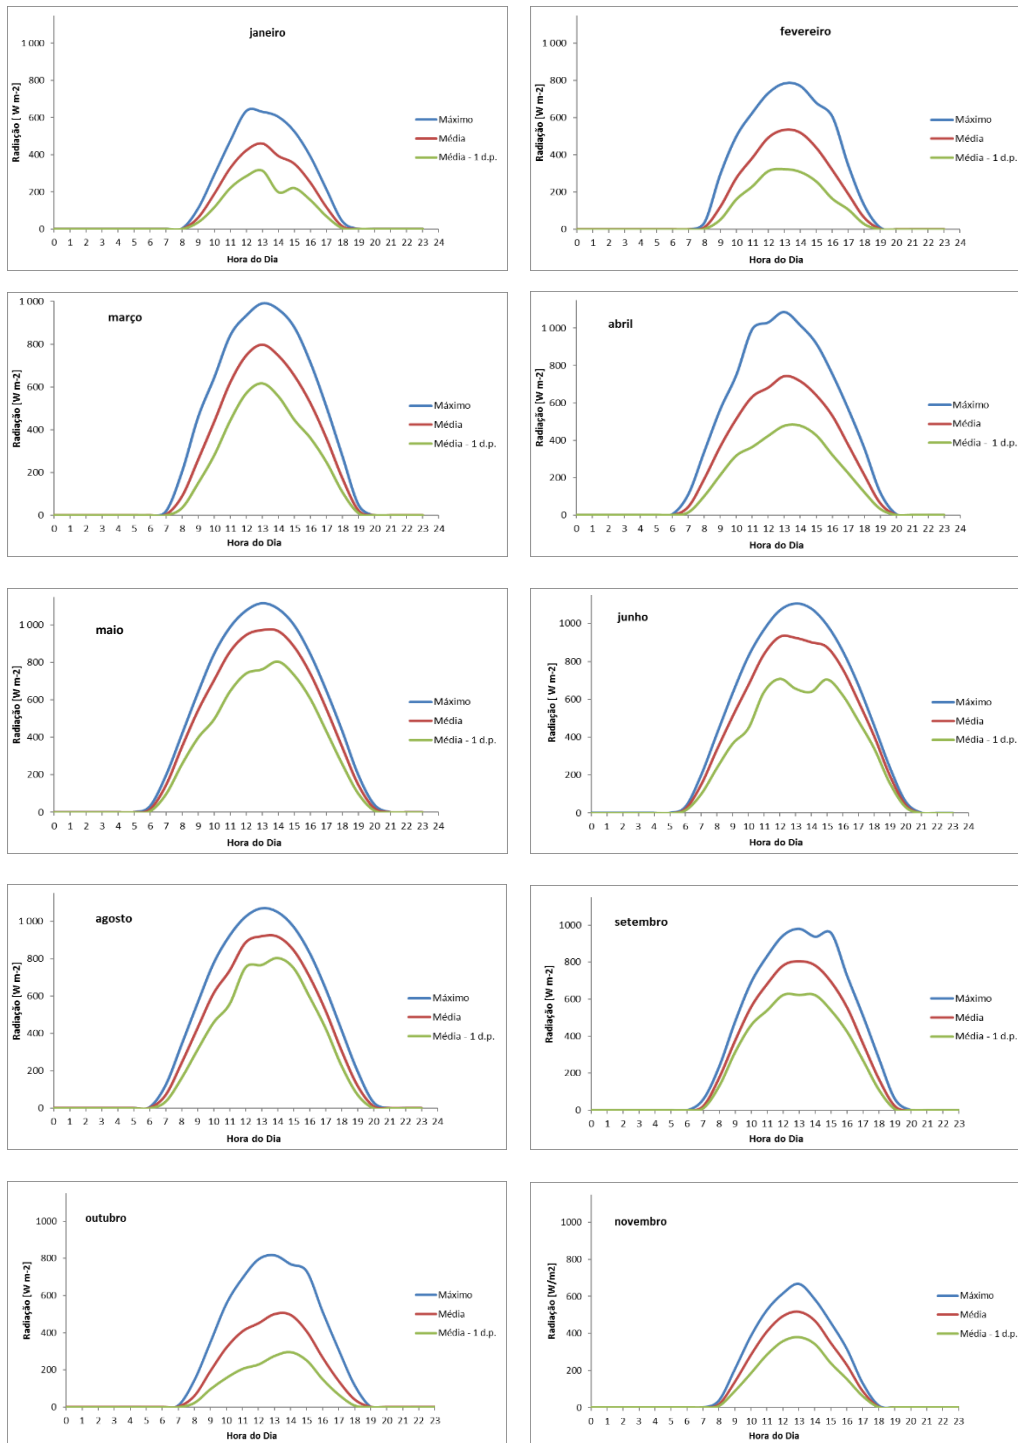 janeiro
Radiação [ W m-2]
1 000
800
600
400
200
0
0 1 2 3 4 5 6 7 8 9 10 11 12 13 14 15 16 17 18 19 20 21 22 23 24
Hora do Dia
Máximo
Média
Média - 1 d.p.
fevereiro
Radiação [W m-2]
1 000
800
600
400
200
0
0 1 2 3 4 5 6 7 8 9 10 11 12 13 14 15 16 17 18 19 20 21 22 23 24
Hora do Dia
Máximo
Média
Média - 1 d.p.
março
Radiação [W m-2]
1 000
800
600
400
200
0
0 1 2 3 4 5 6 7 8 9 10 11 12 13 14 15 16 17 18 19 20 21 22 23 24
Hora do Dia
Máximo
Média
Média - 1 d.p.
abril
Radiação [W m-2]
1 000
800
600
400
200
0
0 1 2 3 4 5 6 7 8 9 10 11 12 13 14 15 16 17 18 19 20 21 22 23 24
Hora do Dia
Máximo
Média
Média - 1 d.p.
maio
Radiação [W m-2]
1 000
800
600
400
200
0
0 1 2 3 4 5 6 7 8 9 10 11 12 13 14 15 16 17 18 19 20 21 22 23 24
Hora do Dia
Máximo
Média
Média - 1 d.p.
junho
Radiação [ W m-2]
1000
800
600
400
200
0
0 1 2 3 4 5 6 7 8 9 10 11 12 13 14 15 16 17 18 19 20 21 22 23 24
Hora do Dia
Máximo
Média
Média - 1 d.p.
agosto
Radiação [W m-2]
1 000
800
600
400
200
0
0 1 2 3 4 5 6 7 8 9 10 11 12 13 14 15 16 17 18 19 20 21 22 23 24
Hora do Dia
Máximo
Média
Média - 1 d.p.
setembro
Radiação [W m-2]
1000
800
600
400
200
0
0 1 2 3 4 5 6 7 8 9 10 11 12 13 14 15 16 17 18 19 20 21 22 23
Hora do Dia
Máximo
Média
Média - 1 d.p.
outubro
Radiação [W m-2]
1000
800
600
400
200
0
0 1 2 3 4 5 6 7 8 9 10 11 12 13 14 15 16 17 18 19 20 21 22 23
Hora do Dia
Máximo
Média
Média - 1 d.p.
novembro
Radiação [W/m2]
1000
800
600
400
200
0
0 1 2 3 4 5 6 7 8 9 10 11 12 13 14 15 16 17 18 19 20 21 22 23
Hora do Dia
Máximo
Média
Média - 1 d.p.